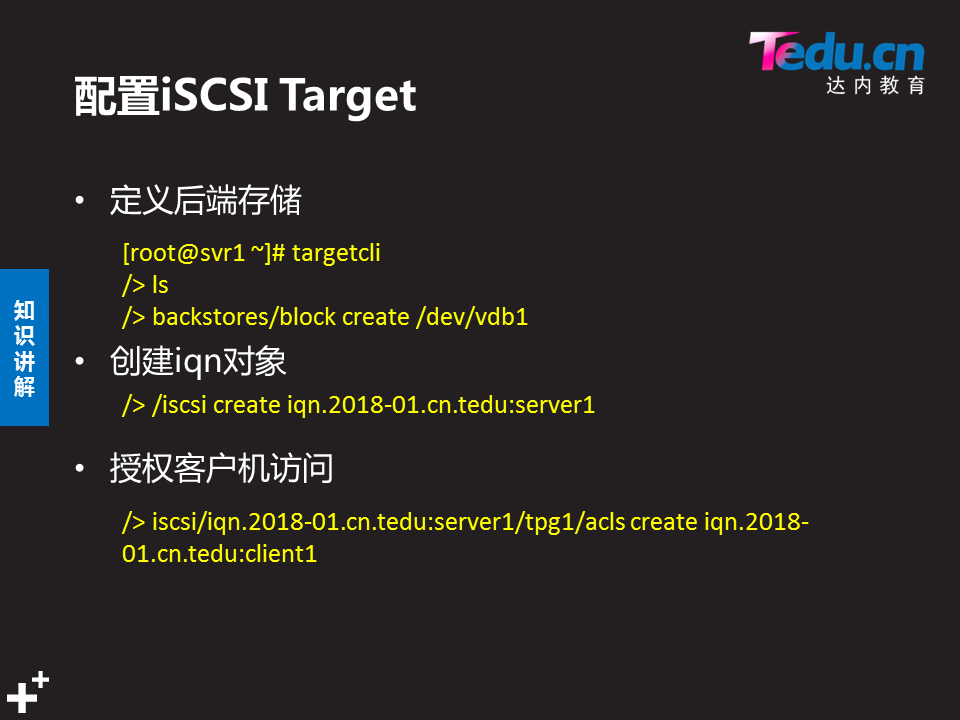 Tedu.cn
达内教育
配置iSCSI Target
• 定义后端存储
[root@svr1 ~]# targetcli
/> ls
/> backstores/block create /dev/vdb1
• 创建iqn对象
/> /iscsi create iqn.2018-01.cn.tedu:server1
• 授权客户机访问
/> iscsi/iqn.2018-01.cn.tedu:server1/tpg1/acls create iqn.2018-
01.cn.tedu:client1
知
识
讲
解